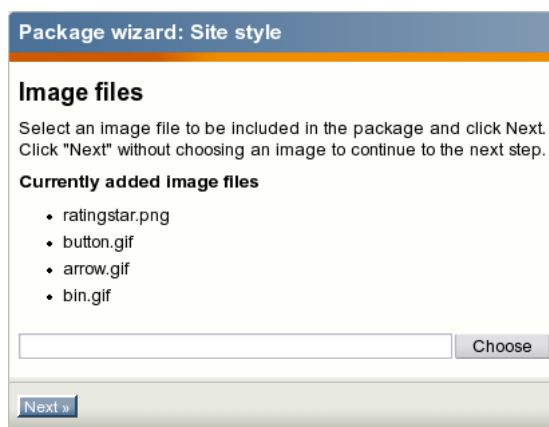 Package wizard: Site style
Image files
Select an image file to be included in the package and click Next.
Click "Next" without choosing an image to continue to the next step.
Currently added image files
ratingstar.png
button.gif
arrow.gif
bin.gif
Choose
Next »